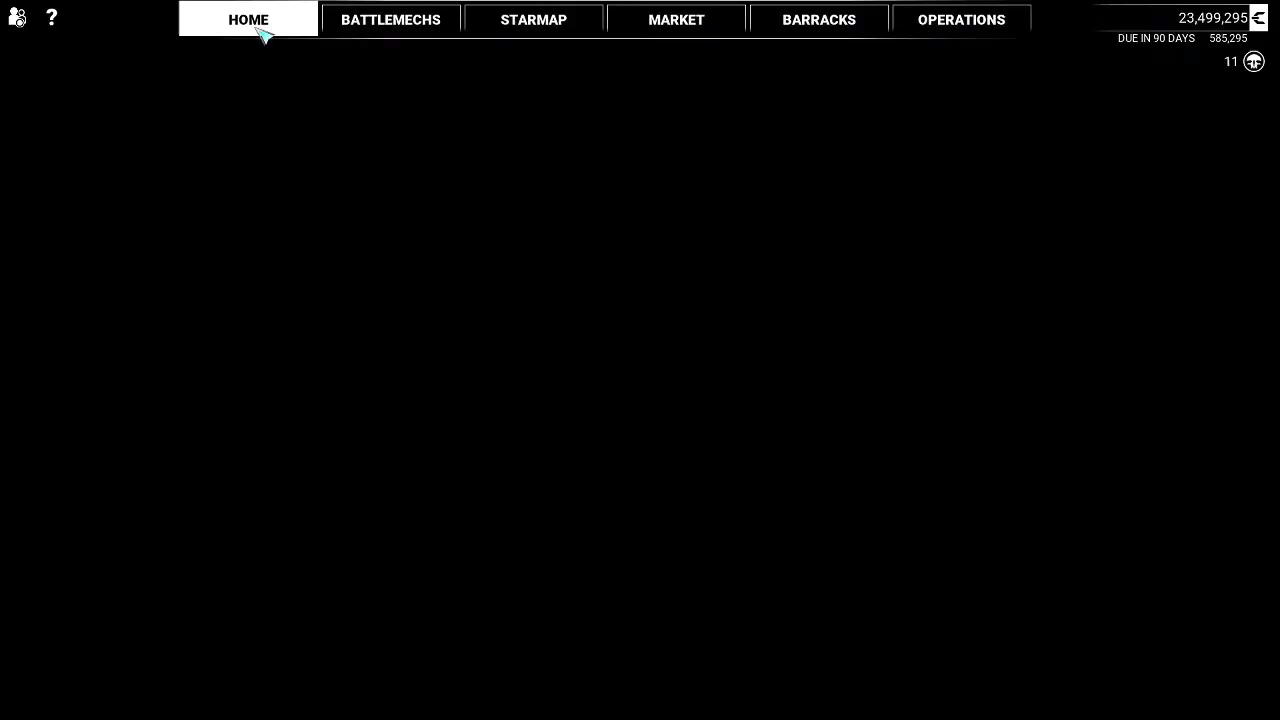 ?
HOME
BATTLEMECHS
STARMAP
MARKET
BARRACKS
OPERATIONS
23,499,295
DUE IN 90 DAYS 585,295
11